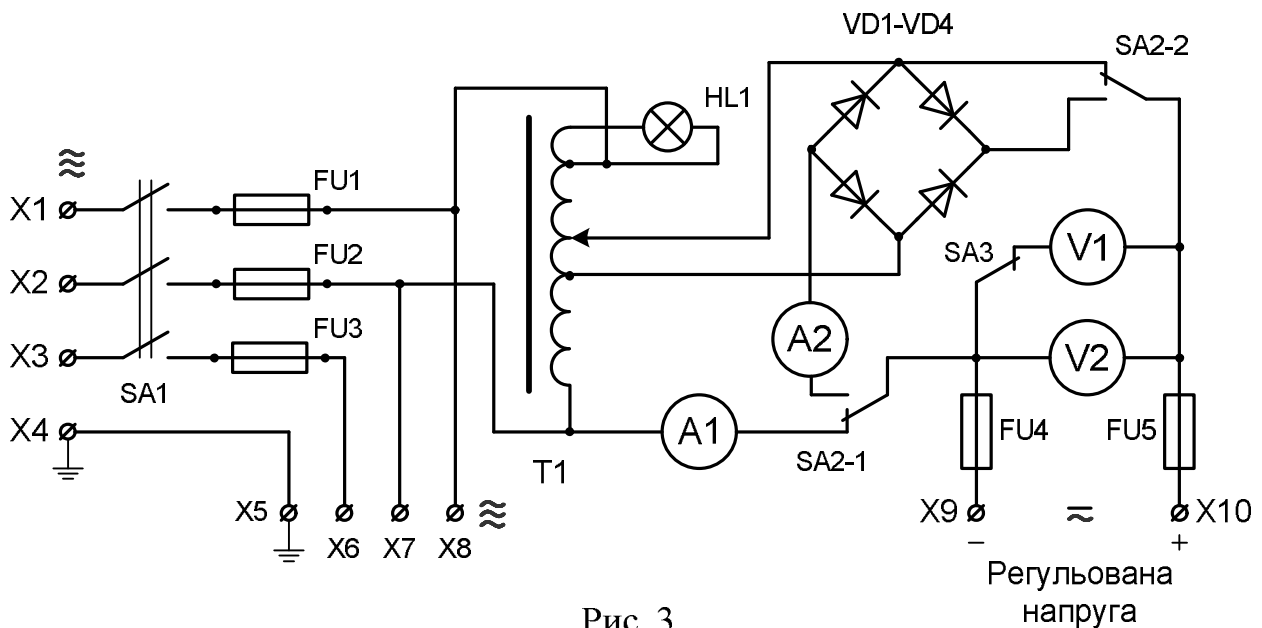 VD1-VD4
SA2-2
HL1
X1
FU1
X2
FU2
SA3
V1
X3
FU3
A2
V2
SA1
X4
A1
FU4
FU5
T1
SA2-1
X5
X6
X7
X8
X9
X10
−
+
Регульована
напруга
Рис. 3